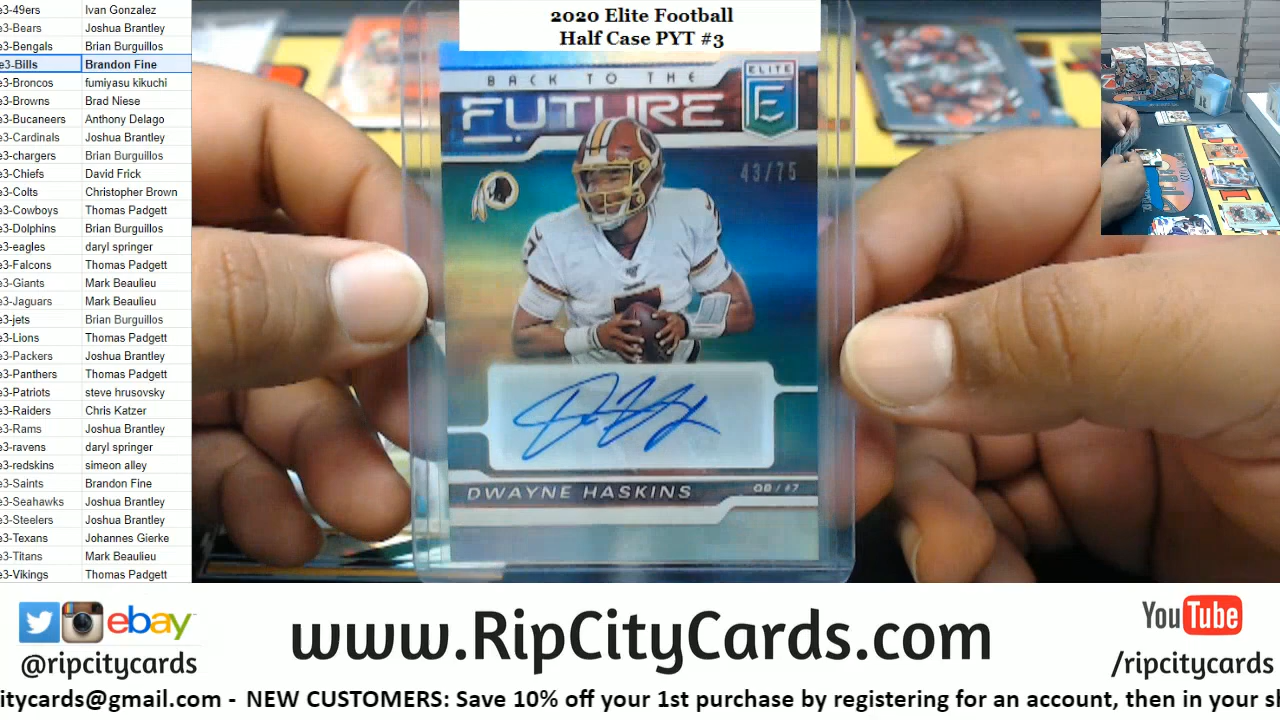 e3-49ers Ivan Gonzalez
e3-Bears Joshua Brantley
e3-Bengals Brian Burguillos
e3-Bills Brandon Fine
e3-Broncos fumiyasu kikuchi
e3-Browns Brad Niese
e3-Bucaneers Anthony Delago
e3-Cardinals Joshua Brantley
e3-chargers Brian Burguillos
e3-Chiefs David Frick
e3-Colts Christopher Brown
e3-Cowboys Thomas Padgett
e3-Dolphins Brian Burguillos
e3-eagles daryl springer
e3-Falcons Thomas Padgett
e3-Giants Mark Beaulieu
e3-Jaguars Mark Beaulieu
e3-jets Brian Burguillos
e3-Lions Thomas Padgett
e3-Packers Joshua Brantley
e3-Panthers Thomas Padgett
e3-Patriots steve hrusovsky
e3-Raiders Chris Katzer
e3-Rams Joshua Brantley
e3-ravens daryl springer
e3-redskins simeon alley
e3-Saints Brandon Fine
e3-Seahawks Joshua Brantley
e3-Steelers Joshua Brantley
e3-Texans Johannes Gierke
e3-Titans Mark Beaulieu
e3-Vikings Thomas Padgett
2020 Elite Football
Half Case PYT #3
BACK TO THE
FUTURE
ELITE
E
43/75
7
DWAYNE HASKINS
QB / #7
ebay
@ripcitycards
www.RipCityCards.com
YouTube
/ripcitycards
citycards@gmail.com - NEW CUSTOMERS: Save 10% off your 1st purchase by registering for an account, then in your sh